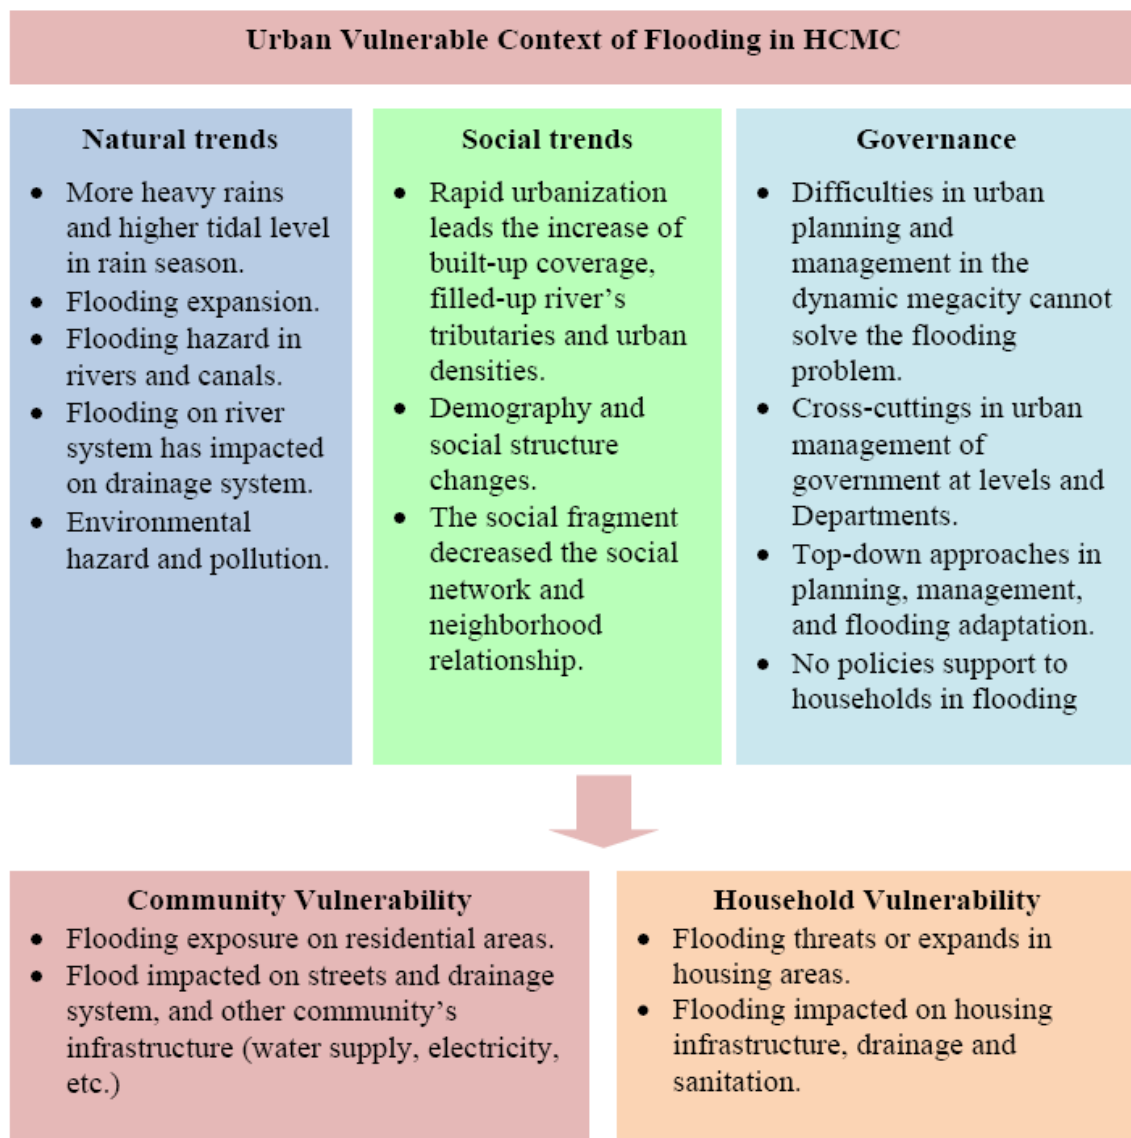 Urban Vulnerable Context of Flooding in HCMC
Natural trends
• More heavy rains
and higher tidal level
in rain season.
• Flooding expansion.
• Flooding hazard in
rivers and canals.
• Flooding on river
system has impacted
on drainage system.
• Environmental
hazard and pollution.
Social trends
• Rapid urbanization
leads the increase of
built-up coverage,
filled-up river’s
tributaries and urban
densities.
• Demography and
social structure
changes.
• The social fragment
decreased the social
network and
neighborhood
relationship.
Governance
• Difficulties in urban
planning and
management in the
dynamic megacity cannot
solve the flooding
problem.
• Cross-cuttings in urban
management of
government at levels and
Departments.
• Top-down approaches in
planning, management,
and flooding adaptation.
• No policies support to
households in flooding
Community Vulnerability
• Flooding exposure on residential areas.
• Flood impacted on streets and drainage
system, and other community’s
infrastructure (water supply, electricity,
etc.)
Household Vulnerability
• Flooding threats or expands in
housing areas.
• Flooding impacted on housing
infrastructure, drainage and
sanitation.